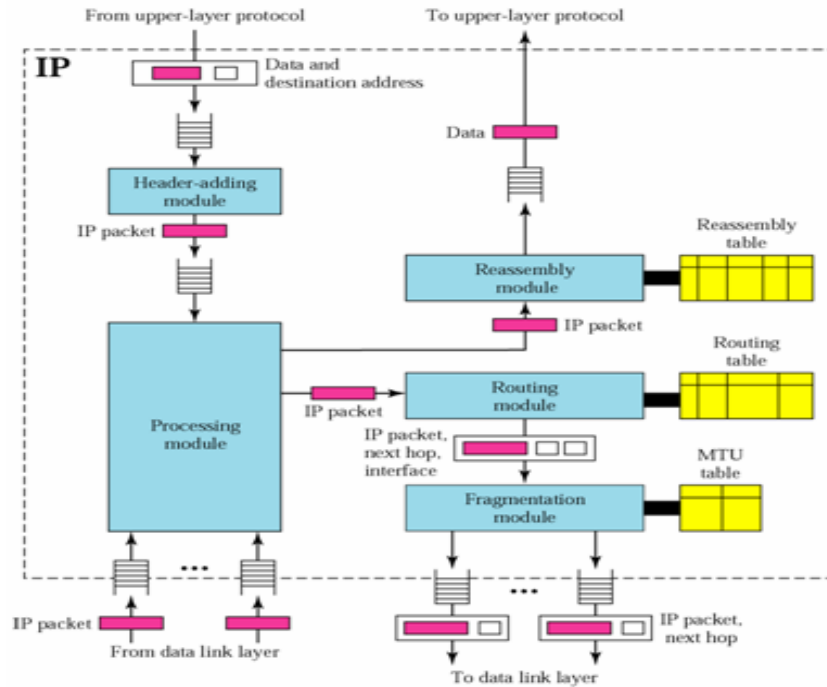 From upper-layer protocol
To upper-layer protocol
IP
Data and
destination address
Data
Header-adding
module
IP packet
Reassembly
table
Reassembly
module
IP packet
Routing
table
Processing
module
IP packet
Routing
module
IP packet,
next hop,
interface
MTU
table
Fragmentation
module
...
...
IP packet
From data link layer
IP packet,
next hop
To data link layer